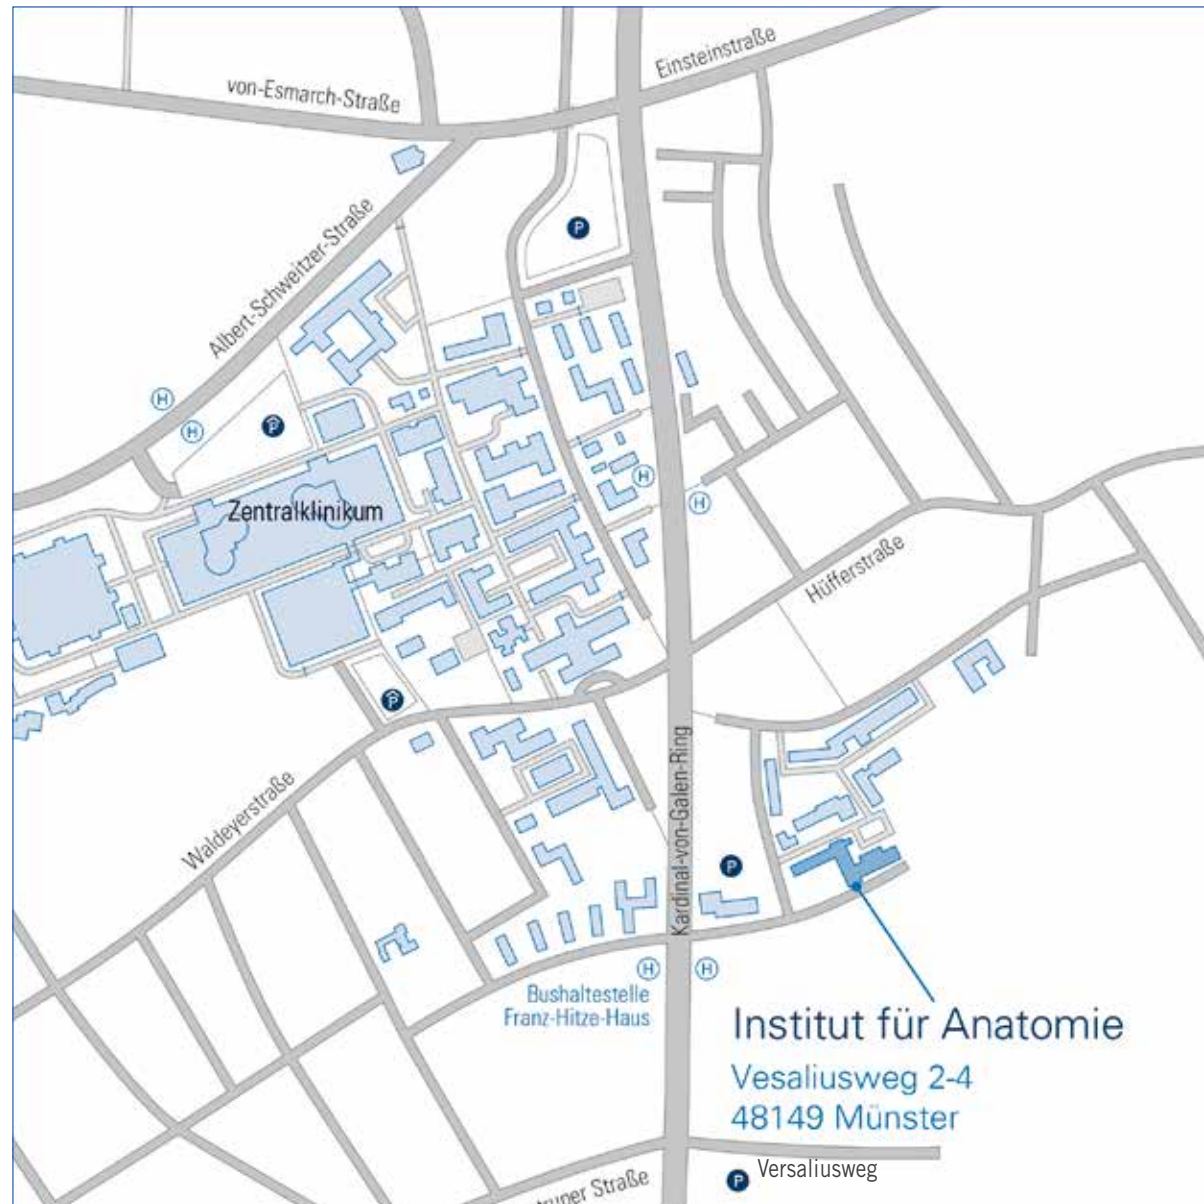 Einsteinstraße
von-Esmarch-Straße
P
Albert-Schweitzer-Straße
H
H
P
Zentralklinikum
H
H
Hüfferstraße
P
Kardinal-von-Galen-Ring
Waldeyerstraße
P
H
H
Bushaltestelle
Franz-Hitze-Haus
Institut für Anatomie
Vesaliusweg 2-4
48149 Münster
Versaliusweg
P
Straße